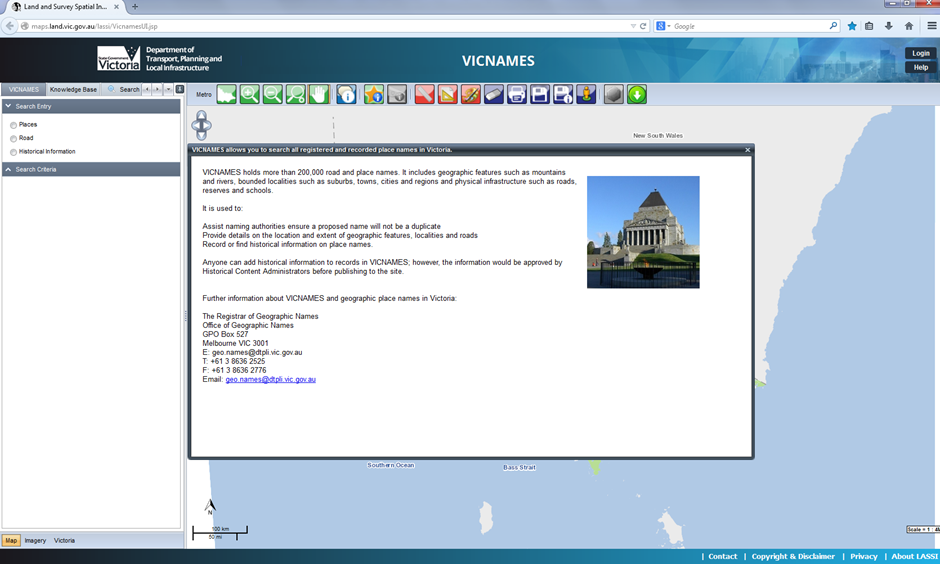 Land and Survey Spatial In...
maps.land.vic.gov.au/lassi/VicnamesUI.jsp
Google
State Government
Victoria
Department of
Transport, Planning and
Local Infrastructure
VICNAMES
Login
Help
VICNAMES
Knowledge Base
Search
Metro
Search Entry
Places
Road
Historical Information
Search Criteria
New South Wales
VICNAMES allows you to search all registered and recorded place names in Victoria.
VICNAMES holds more than 200,000 road and place names. It includes geographic features such as mountains
and rivers, bounded localities such as suburbs, towns, cities and regions and physical infrastructure such as roads,
reserves and schools.
It is used to:
Assist naming authorities ensure a proposed name will not be a duplicate
Provide details on the location and extent of geographic features, localities and roads
Record or find historical information on place names.
Anyone can add historical information to records in VICNAMES; however, the information would be approved by
Historical Content Administrators before publishing to the site.
Further information about VICNAMES and geographic place names in Victoria:
The Registrar of Geographic Names
Office of Geographic Names
GPO Box 527
Melbourne VIC 3001
E: geo.names@dtpli.vic.gov.au
T: +61 3 8636 2525
F: +61 3 8636 2776
Email: geo.names@dtpli.vic.gov.au
Southern Ocean
Bass Strait
N
100 km
50 mi
Scale = 1 :
Map
Imagery
Victoria
| Contact | Copyright & Disclaimer | Privacy | About LASSI